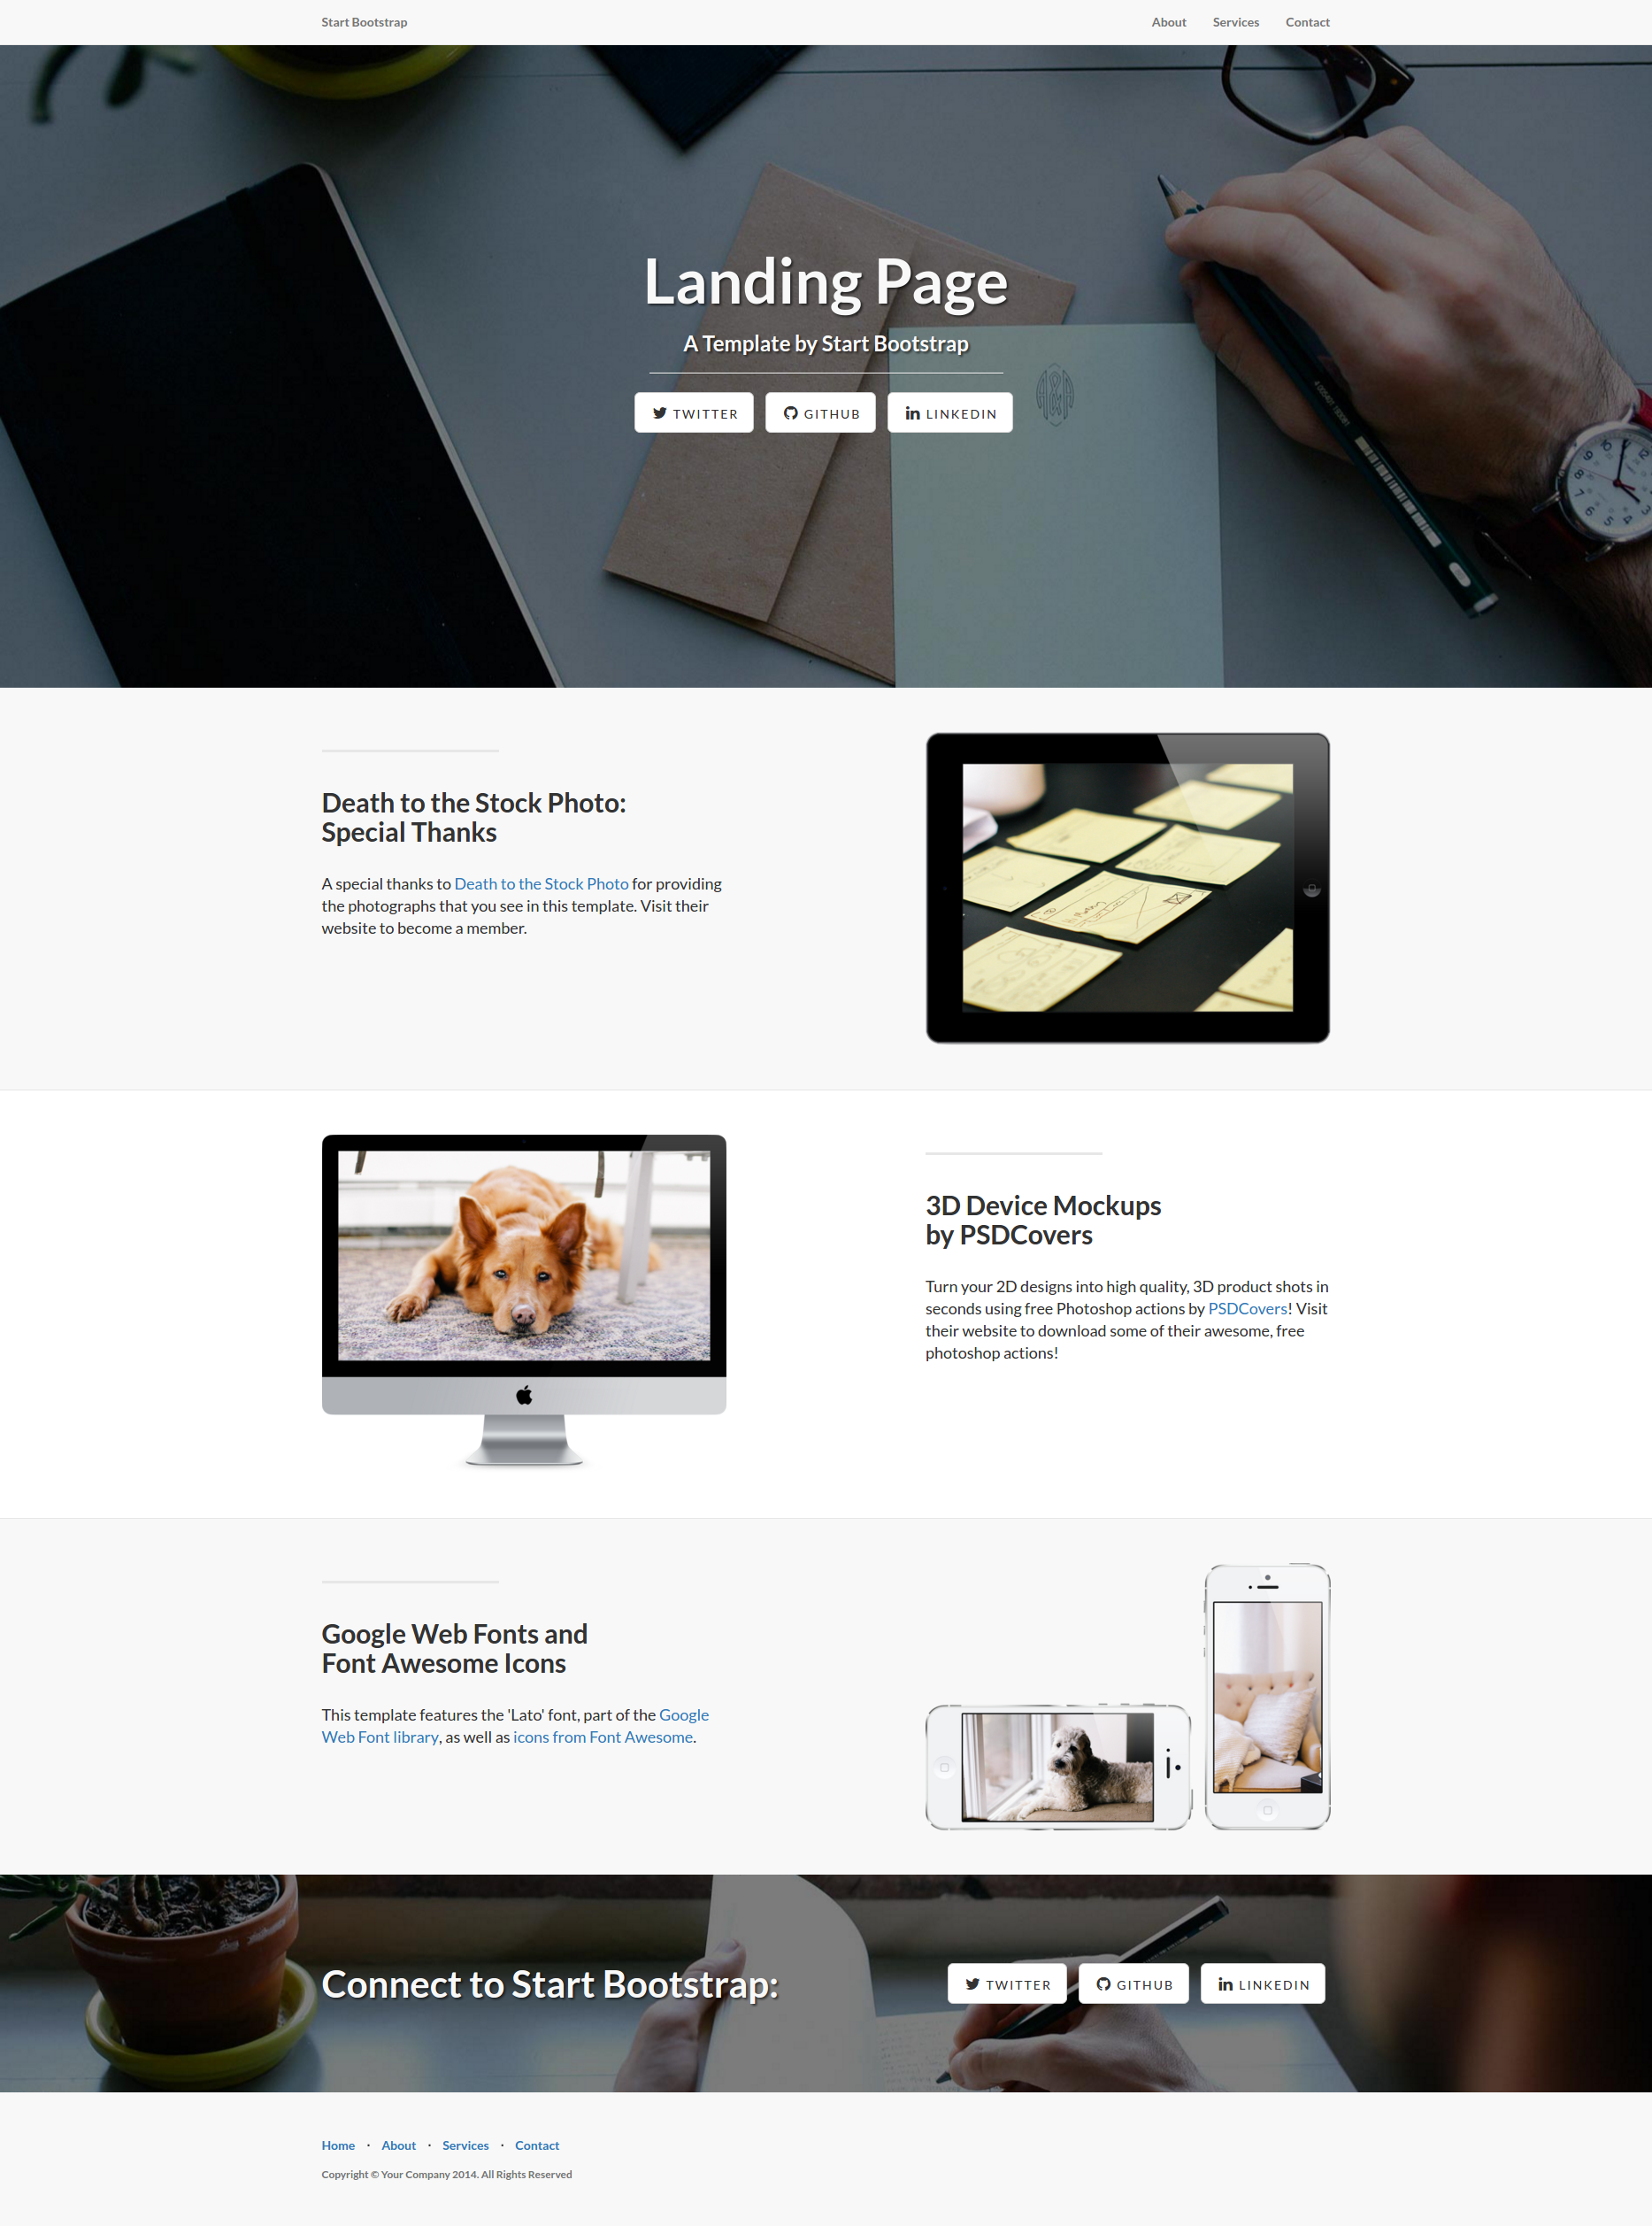 Start Bootstrap
About Services Contact
Landing Page
A Template by Start Bootstrap
TWITTER GITHUB LINKEDIN
Death to the Stock Photo:
Special Thanks
A special thanks to Death to the Stock Photo for providing
the photographs that you see in this template. Visit their
website to become a member.
3D Device Mockups
by PSDCovers
Turn your 2D designs into high quality, 3D product shots in
seconds using free Photoshop actions by PSDCovers! Visit
their website to download some of their awesome, free
photoshop actions!
Google Web Fonts and
Font Awesome Icons
This template features the 'Lato' font, part of the Google
Web Font library, as well as icons from Font Awesome.
Connect to Start Bootstrap:
TWITTER GITHUB LINKEDIN
Home · About · Services · Contact
Copyright © Your Company 2014. All Rights Reserved